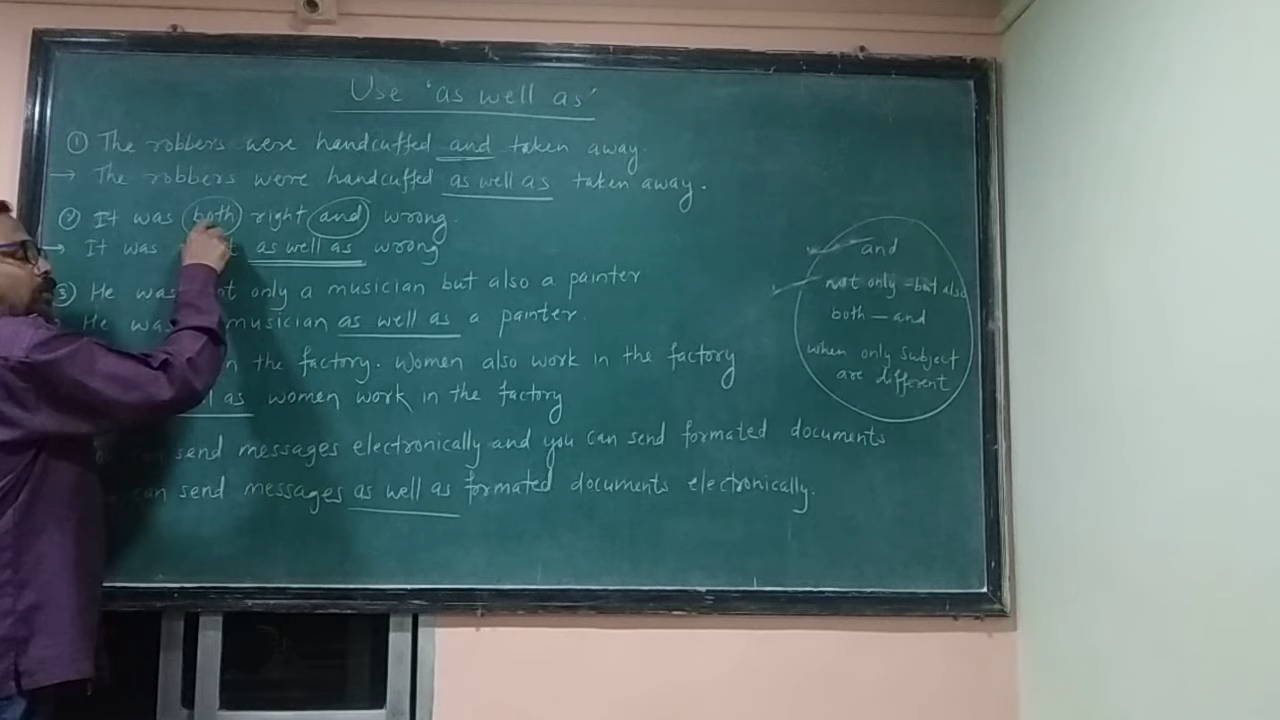 Use 'as well as'
① The robbers were handcuffed and taken away.
→ The robbers were handcuffed as well as taken away.
② It was both right and wrong.
→ It was as well as wrong
③ He was not only a musician but also a painter
He was musician as well as a painter.
the factory. Women also work in the factory
as women work in the factory
can send messages electronically and you can send formated documents
can send messages as well as formated documents electronically.
and
not only - but also
both — and
when only subject
are different